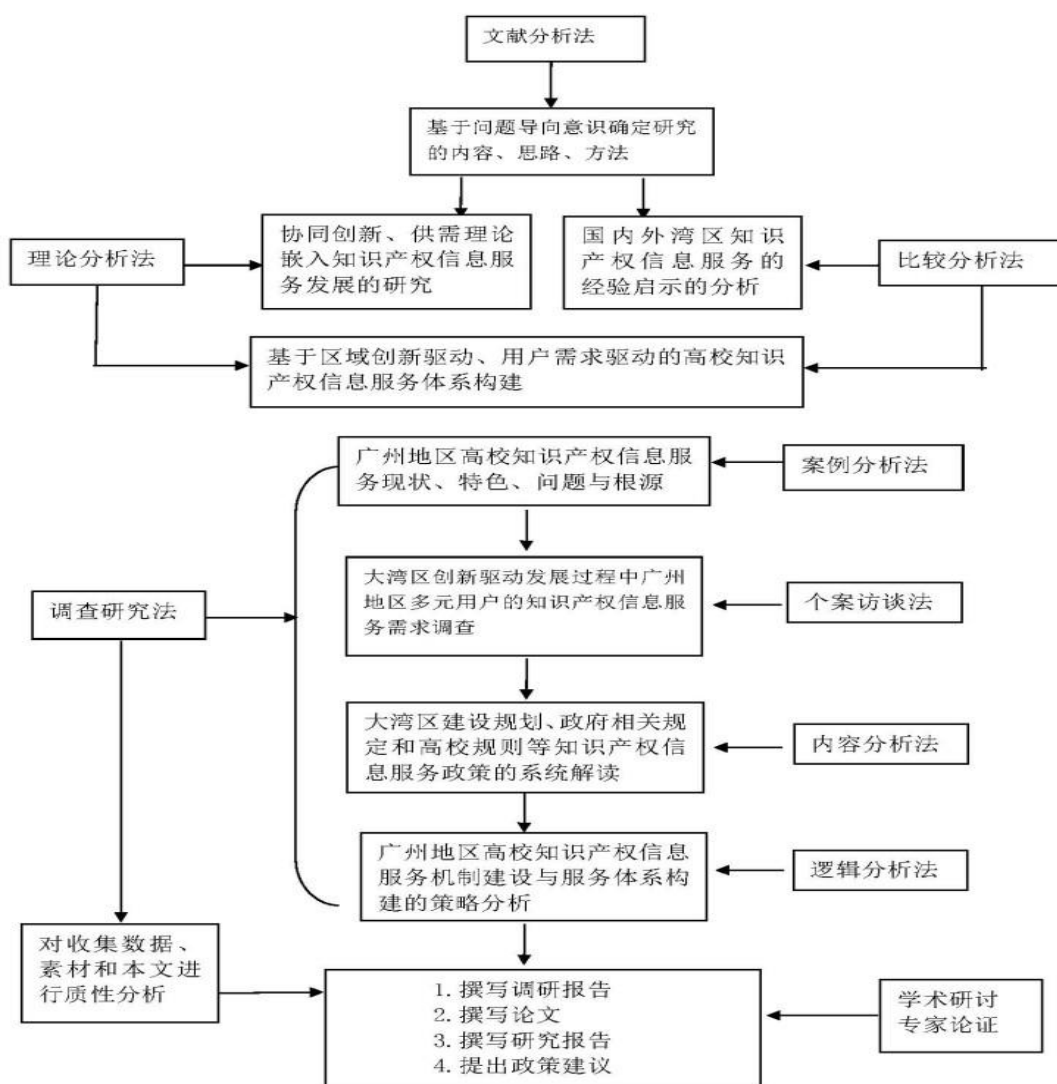 文献分析法
基于问题导向意识确定研究
的内容、思路、方法
理论分析法
协同创新、供需理论
嵌入知识产权信息服
务发展的研究
国内外湾区知识
产权信息服务的
经验启示的分析
比较分析法
基于区域创新驱动、用户需求驱动的高校知识
产权信息服务体系构建
广州地区高校知识产权信息服
务现状、特色、问题与根源
案例分析法
大湾区创新驱动发展过程中广州
地区多元用户的知识产权信息服
务需求调查
个案访谈法
调查研究法
大湾区建设规划、政府相关规
定和高校规则等知识产权信
息服务政策的系统解读
内容分析法
广州地区高校知识产权信息
服务机制建设与服务体系构
建的策略分析
逻辑分析法
对收集数据、
素材和本文进
行质性分析
1. 撰写调研报告
2. 撰写论文
3. 撰写研究报告
4. 提出政策建议
学术研讨
专家论证